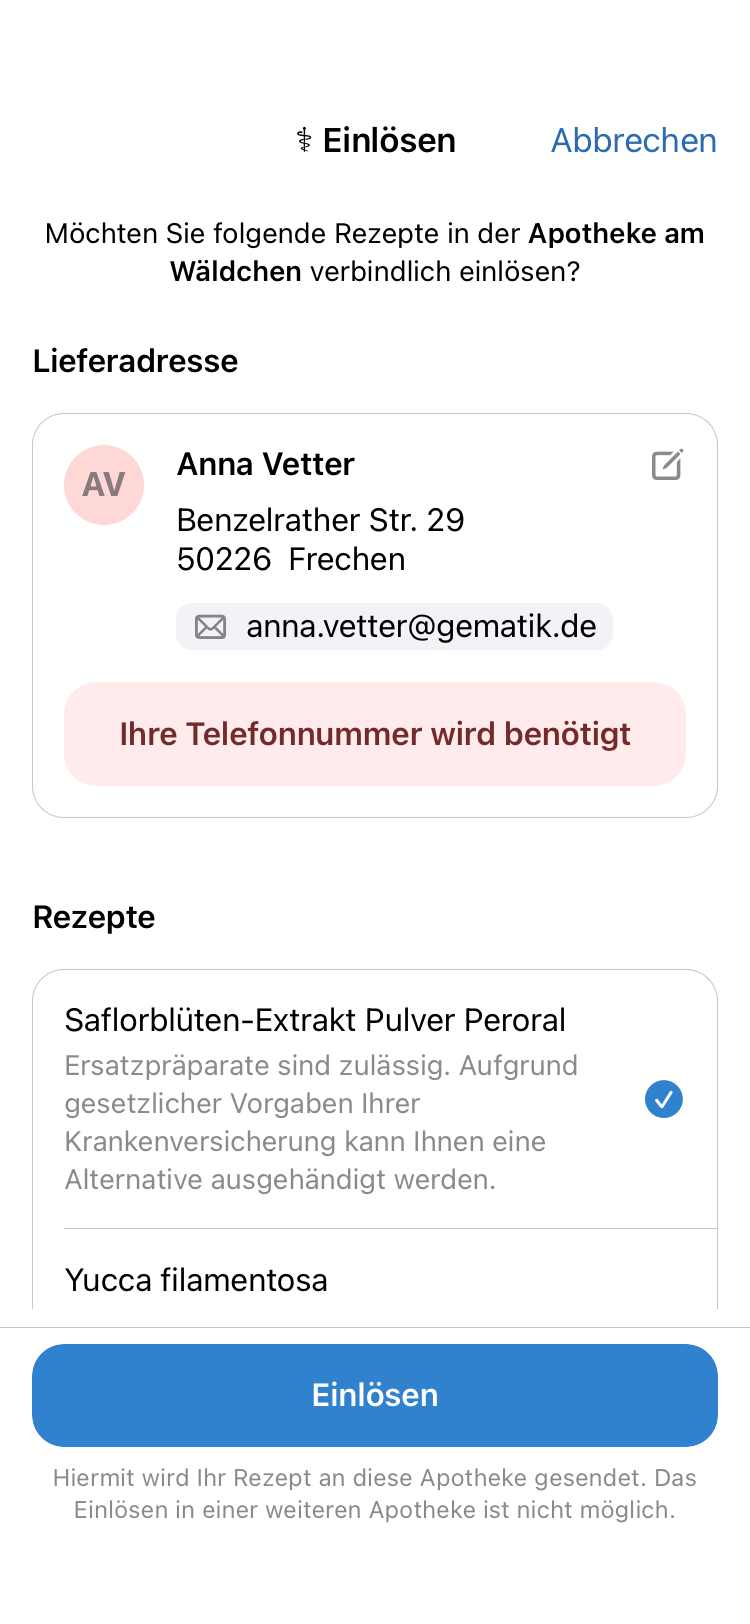 ⚕ Einlösen
Abbrechen
Möchten Sie folgende Rezepte in der Apotheke am
Wäldchen verbindlich einlösen?
Lieferadresse
AV
Anna Vetter
Benzelrather Str. 29
50226  Frechen
anna.vetter@gematik.de
Ihre Telefonnummer wird benötigt
Rezepte
Saflorblüten-Extrakt Pulver Peroral
Ersatzpräparate sind zulässig. Aufgrund
gesetzlicher Vorgaben Ihrer
Krankenversicherung kann Ihnen eine
Alternative ausgehändigt werden.
Yucca filamentosa
Einlösen
Hiermit wird Ihr Rezept an diese Apotheke gesendet. Das
Einlösen in einer weiteren Apotheke ist nicht möglich.